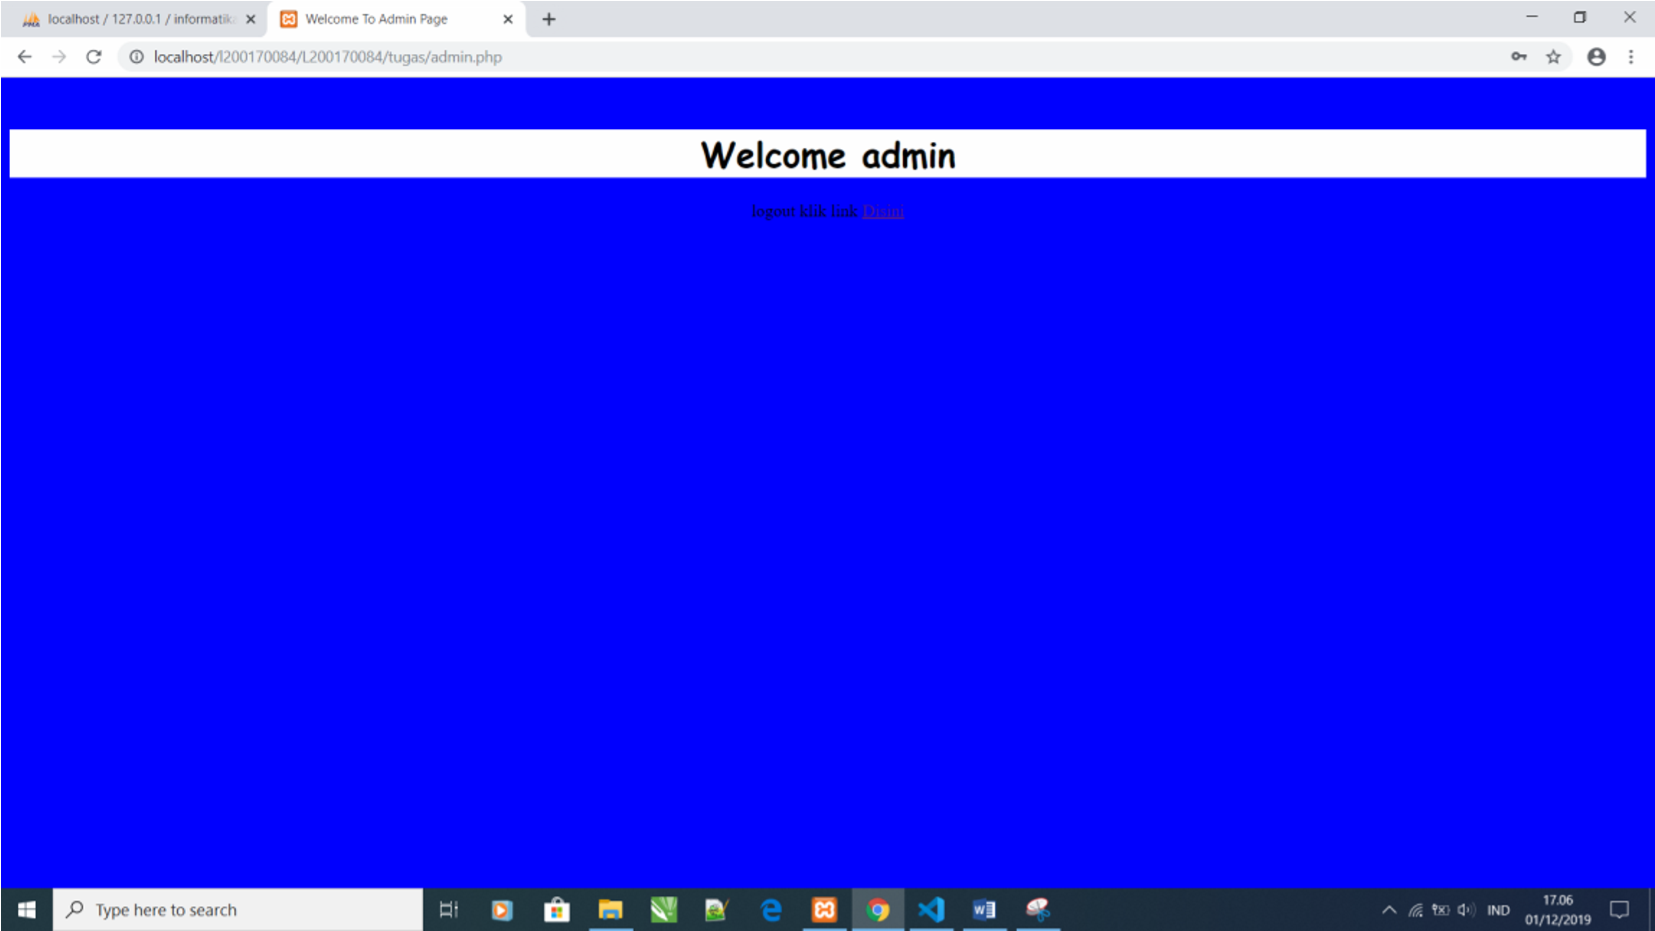 localhost / 127.0.0.1 / informatika
Welcome To Admin Page
localhost/l200170084/L200170084/tugas/admin.php
Welcome admin
logout klik link Disini
Type here to search
IND
17.06
01/12/2019